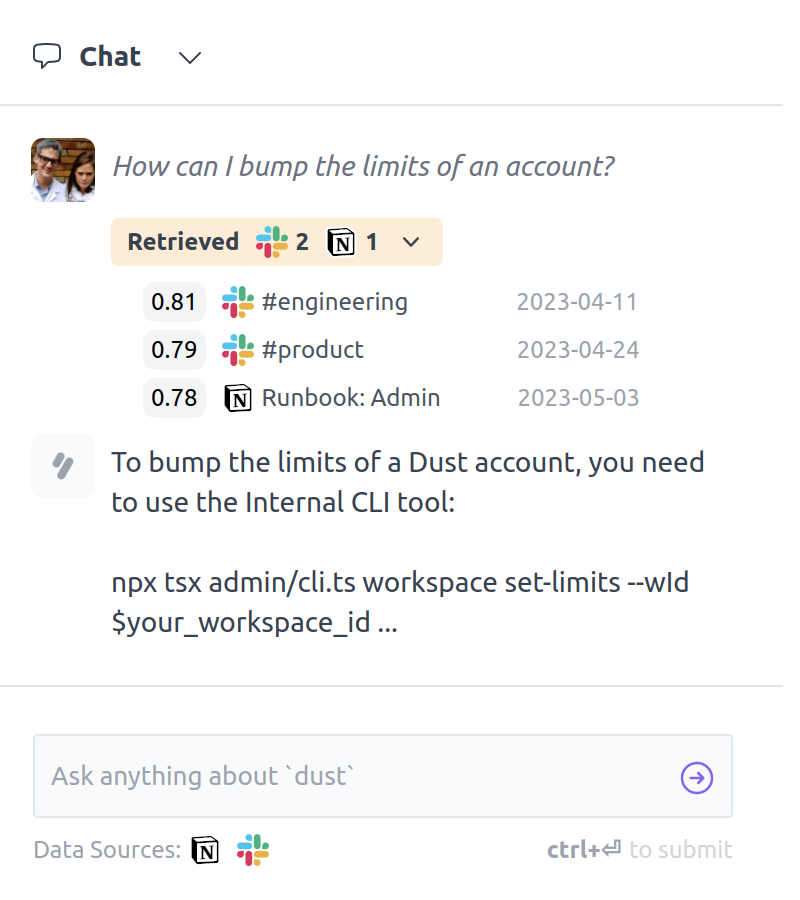 Chat
How can I bump the limits of an account?
Retrieved 2 N 1
0.81 #engineering 2023-04-11
0.79 #product 2023-04-24
0.78 N Runbook: Admin 2023-05-03
To bump the limits of a Dust account, you need
to use the Internal CLI tool:
npx tsx admin/cli.ts workspace set-limits --wId
$your_workspace_id ...
Ask anything about `dust`
Data Sources: N ctrl+⏎ to submit